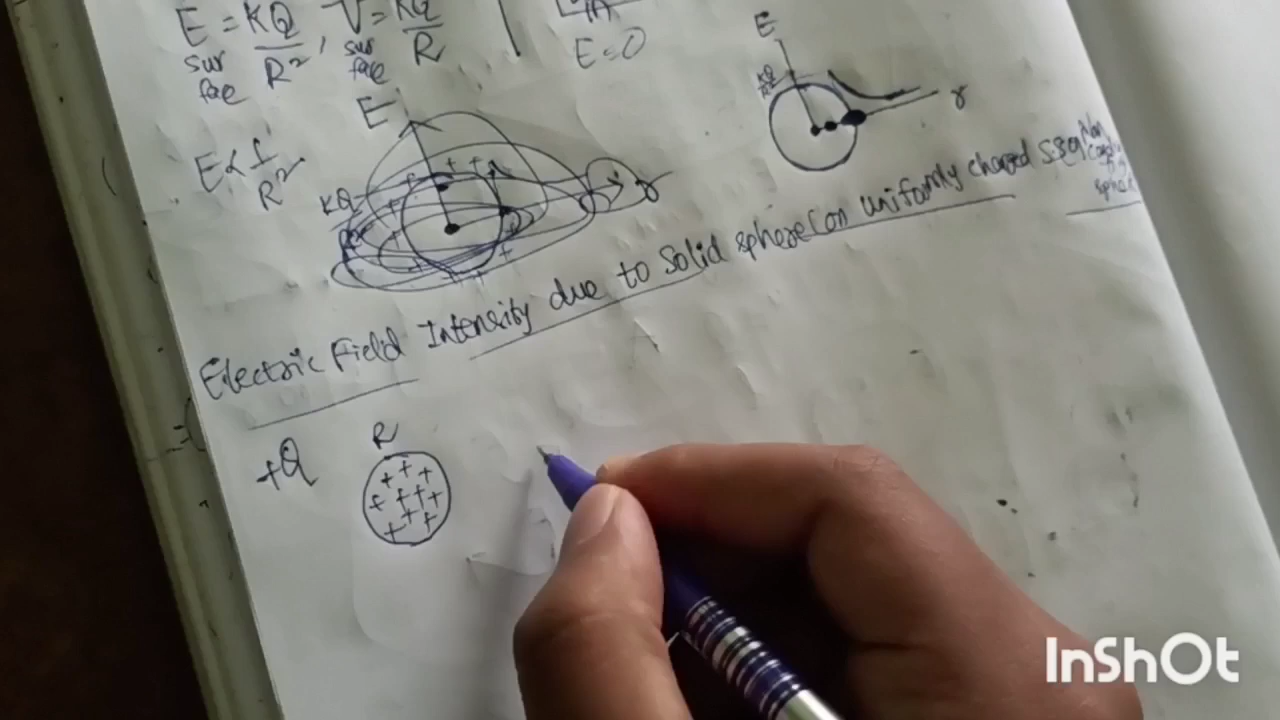 E = KQ/R², V = KQ/R
sur face sur face
E=0
E
KQ/R²
r
E
E∝ 1/R²
KQ
r
Electric Field Intensity due to Solid sphere (on uniformly charged
sphere
+Q
R
+ + + + + + + + + +
InShOt